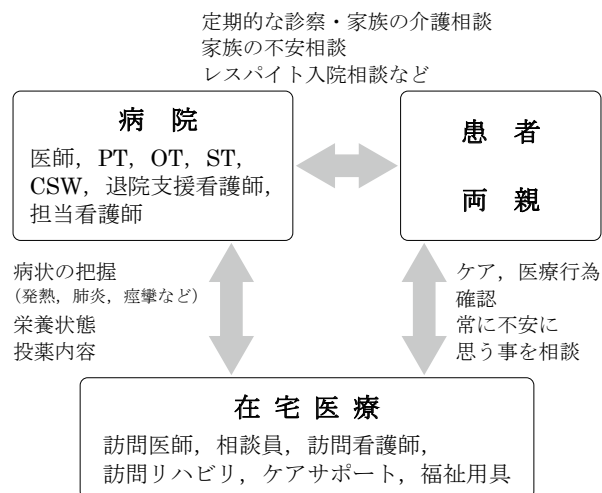 定期的な診察・家族の介護相談
家族の不安相談
レスパイト入院相談など
病 院
医師，PT，OT，ST，
CSW，退院支援看護師，
担当看護師
患 者
両 親
病状の把握
（発熱，肺炎，痙攣など）
栄養状態
投薬内容
ケア，医療行為
確認
常に不安に
思う事を相談
在 宅 医 療
訪問医師，相談員，訪問看護師，
訪問リハビリ，ケアサポート，福祉用具